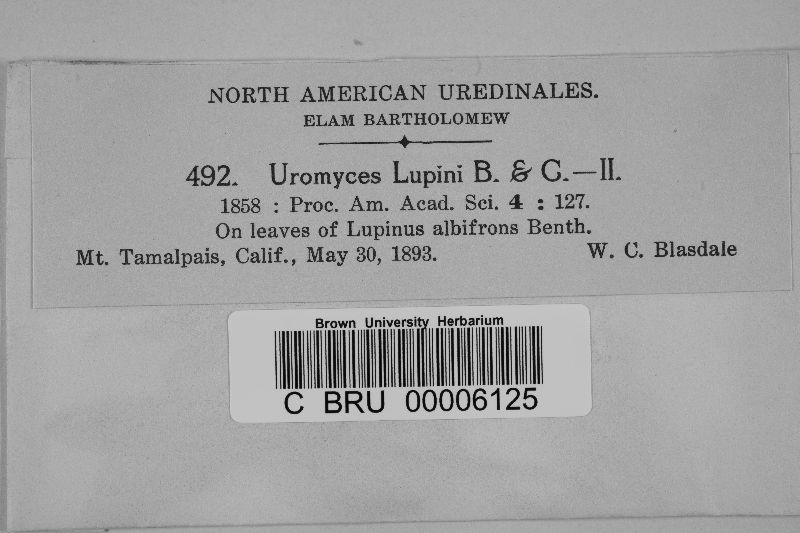 NORTH AMERICAN UREDINALES.
ELAM BARTHOLOMEW
492. Uromyces Lupini B. & C.—II.
1858 : Proc. Am. Acad. Sci. 4 : 127.
On leaves of Lupinus albifrons Benth.
Mt. Tamalpais, Calif., May 30, 1893. W. C. Blasdale
Brown University Herbarium
C BRU 00006125